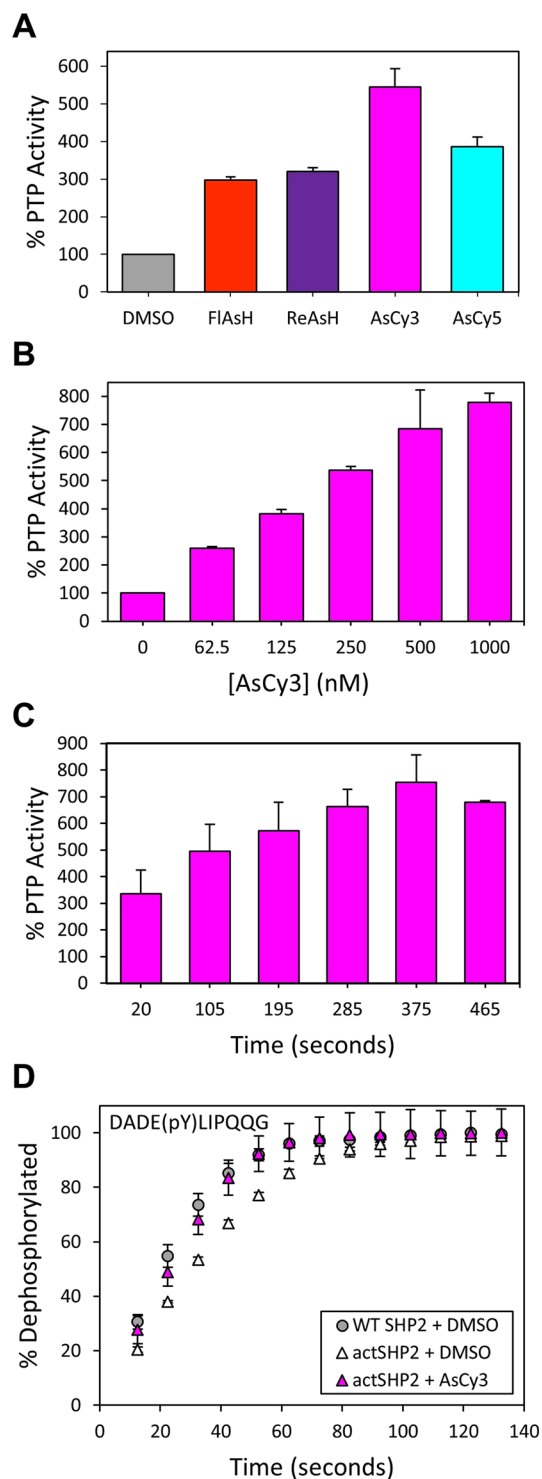 A
% PTP Activity
600
500
400
300
200
100
0
DMSO FlAsH ReAsH AsCy3 AsCy5
B
% PTP Activity
800
700
600
500
400
300
200
100
0
0 62.5 125 250 500 1000
[AsCy3] (nM)
C
% PTP Activity
900
800
700
600
500
400
300
200
100
0
20 105 195 285 375 465
Time (seconds)
D
DADE(pY)LIPQQG
% Dephosphorylated
100
80
60
40
20
0
WT SHP2 + DMSO
actSHP2 + DMSO
actSHP2 + AsCy3
0 20 40 60 80 100 120 140
Time (seconds)